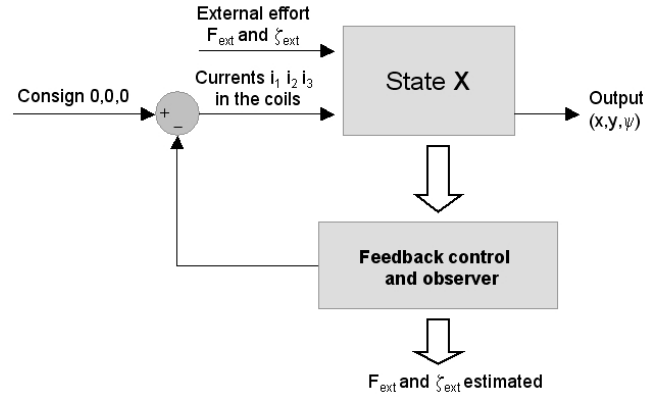 External effort
F_ext and ζ_ext
Currents i₁ i₂ i₃
in the coils
Consign 0,0,0
+
−
State X
Output
(x,y,ψ)
Feedback control
and observer
F_ext and ζ_ext estimated